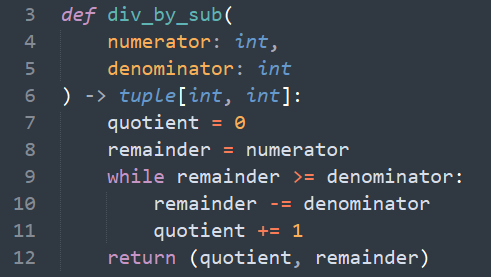 3 def div_by_sub(
4     numerator: int,
5     denominator: int
6 ) -> tuple[int, int]:
7     quotient = 0
8     remainder = numerator
9     while remainder >= denominator:
10         remainder -= denominator
11         quotient += 1
12     return (quotient, remainder)